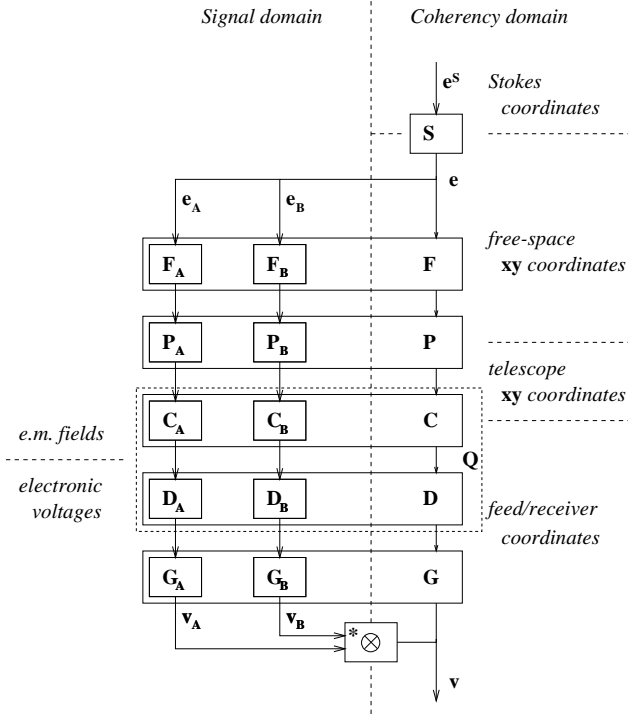 Signal domain Coherency domain
e^S
Stokes
coordinates
S
e
e_A e_B
free-space
xy coordinates
F_A F_B F
P_A P_B P
telescope
xy coordinates
C_A C_B C
e.m. fields
Q
electronic
voltages
D_A D_B D
feed/receiver
coordinates
G_A G_B G
v_A v_B
* ⊗
v